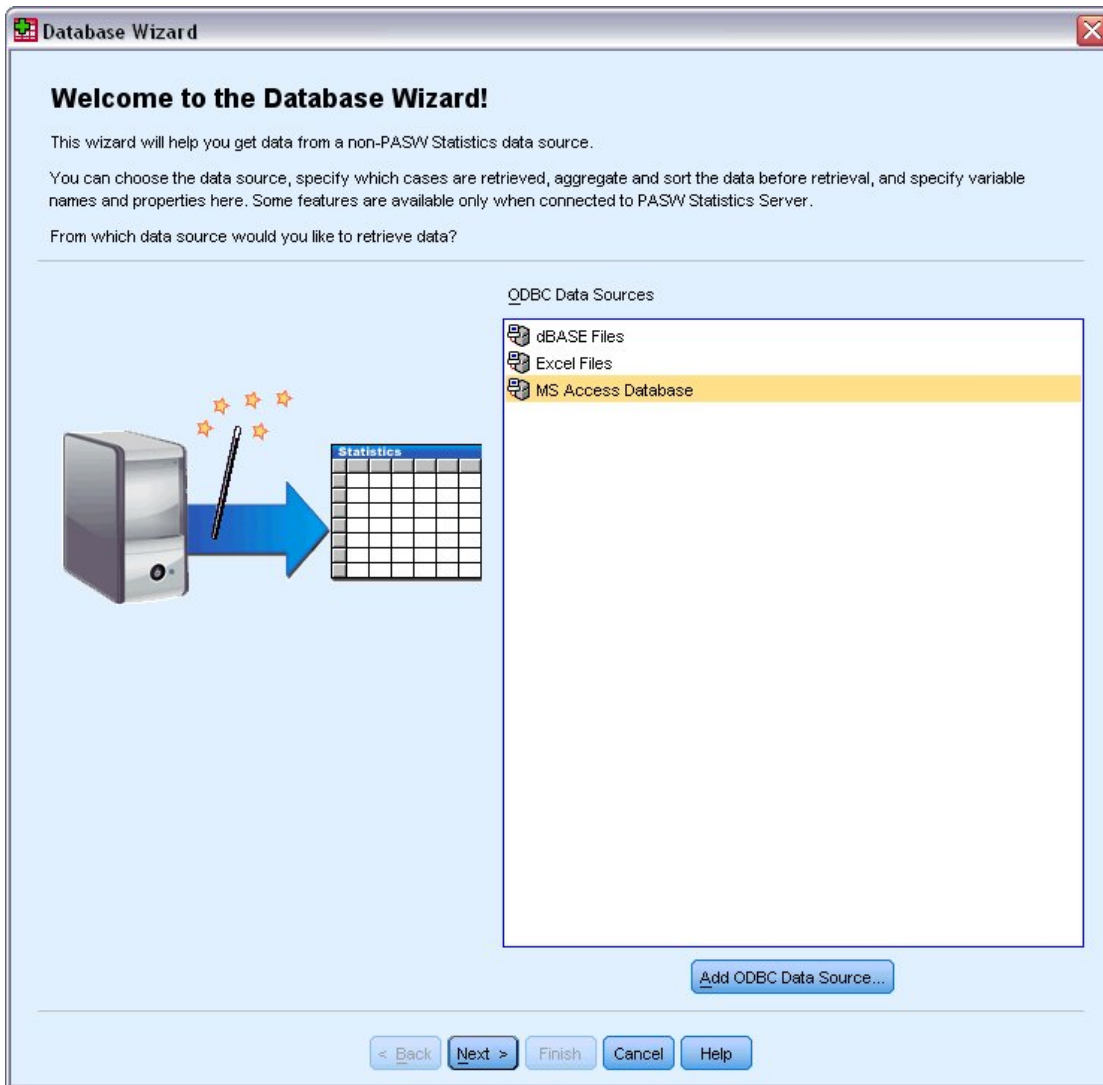 Database Wizard
Welcome to the Database Wizard!
This wizard will help you get data from a non-PASW Statistics data source.
You can choose the data source, specify which cases are retrieved, aggregate and sort the data before retrieval, and specify variable
names and properties here. Some features are available only when connected to PASW Statistics Server.
From which data source would you like to retrieve data?
ODBC Data Sources
dBASE Files
Excel Files
MS Access Database
Statistics
Add ODBC Data Source...
< Back
Next >
Finish
Cancel
Help